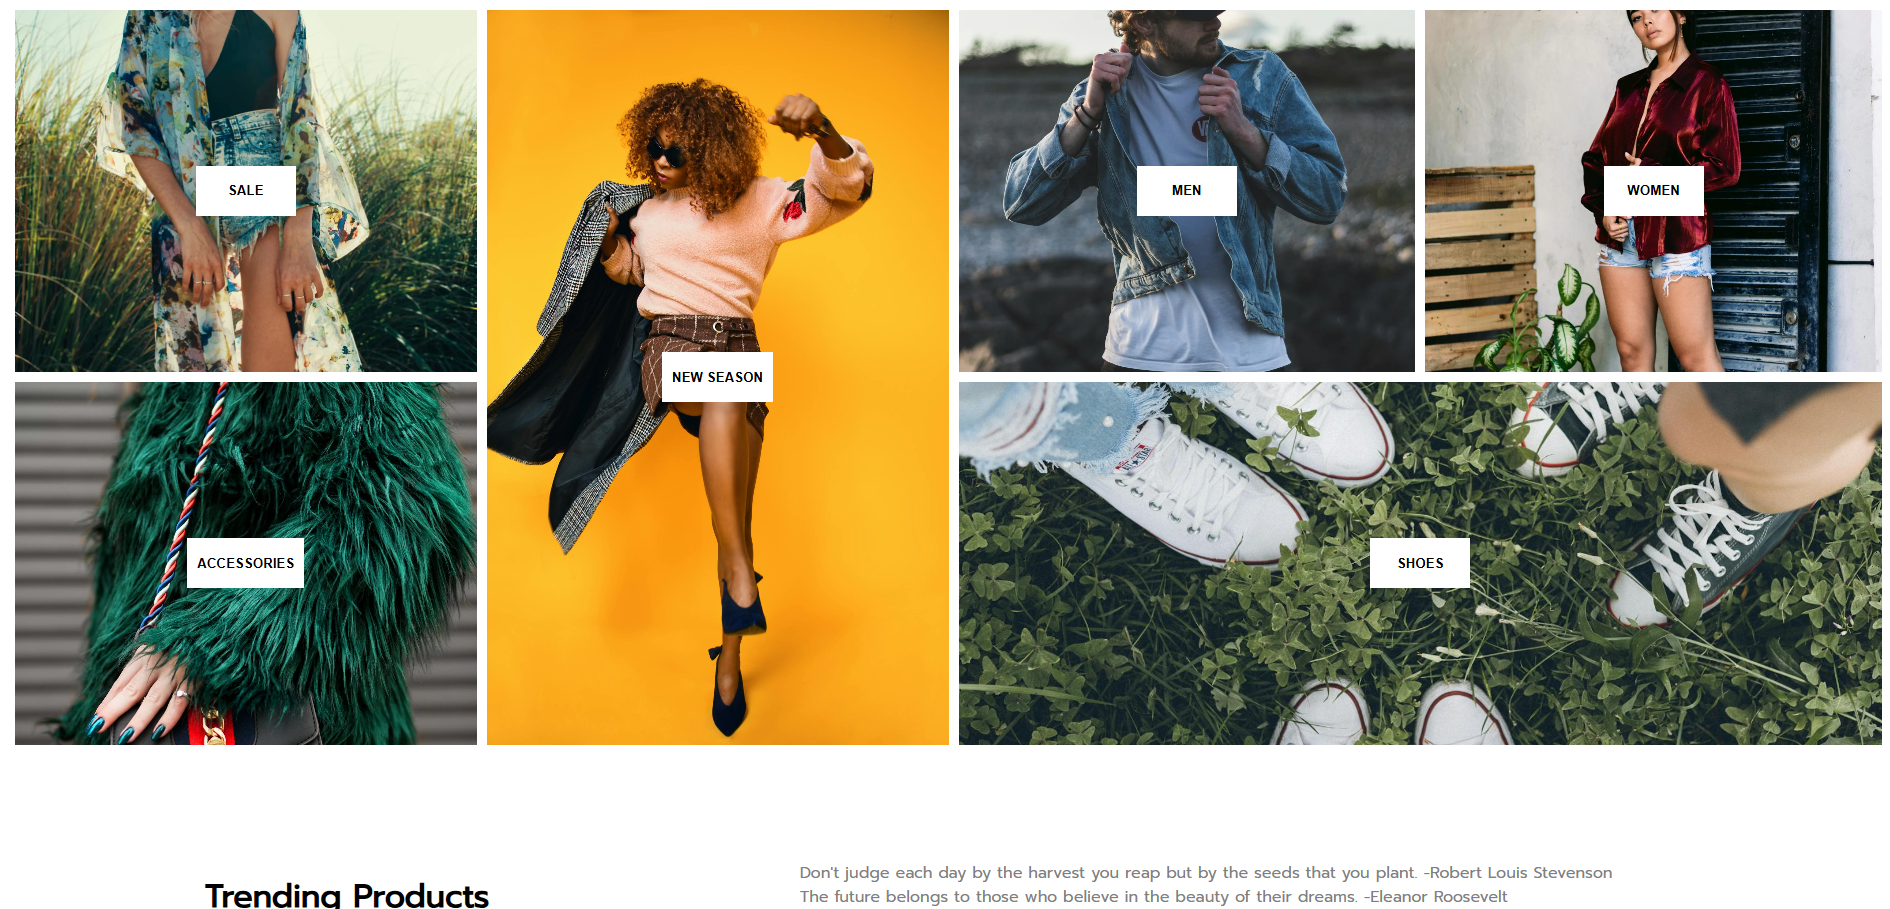 SALE
NEW SEASON
MEN
WOMEN
ACCESSORIES
SHOES
Trending Products
Don't judge each day by the harvest you reap but by the seeds that you plant. -Robert Louis Stevenson
The future belongs to those who believe in the beauty of their dreams. -Eleanor Roosevelt